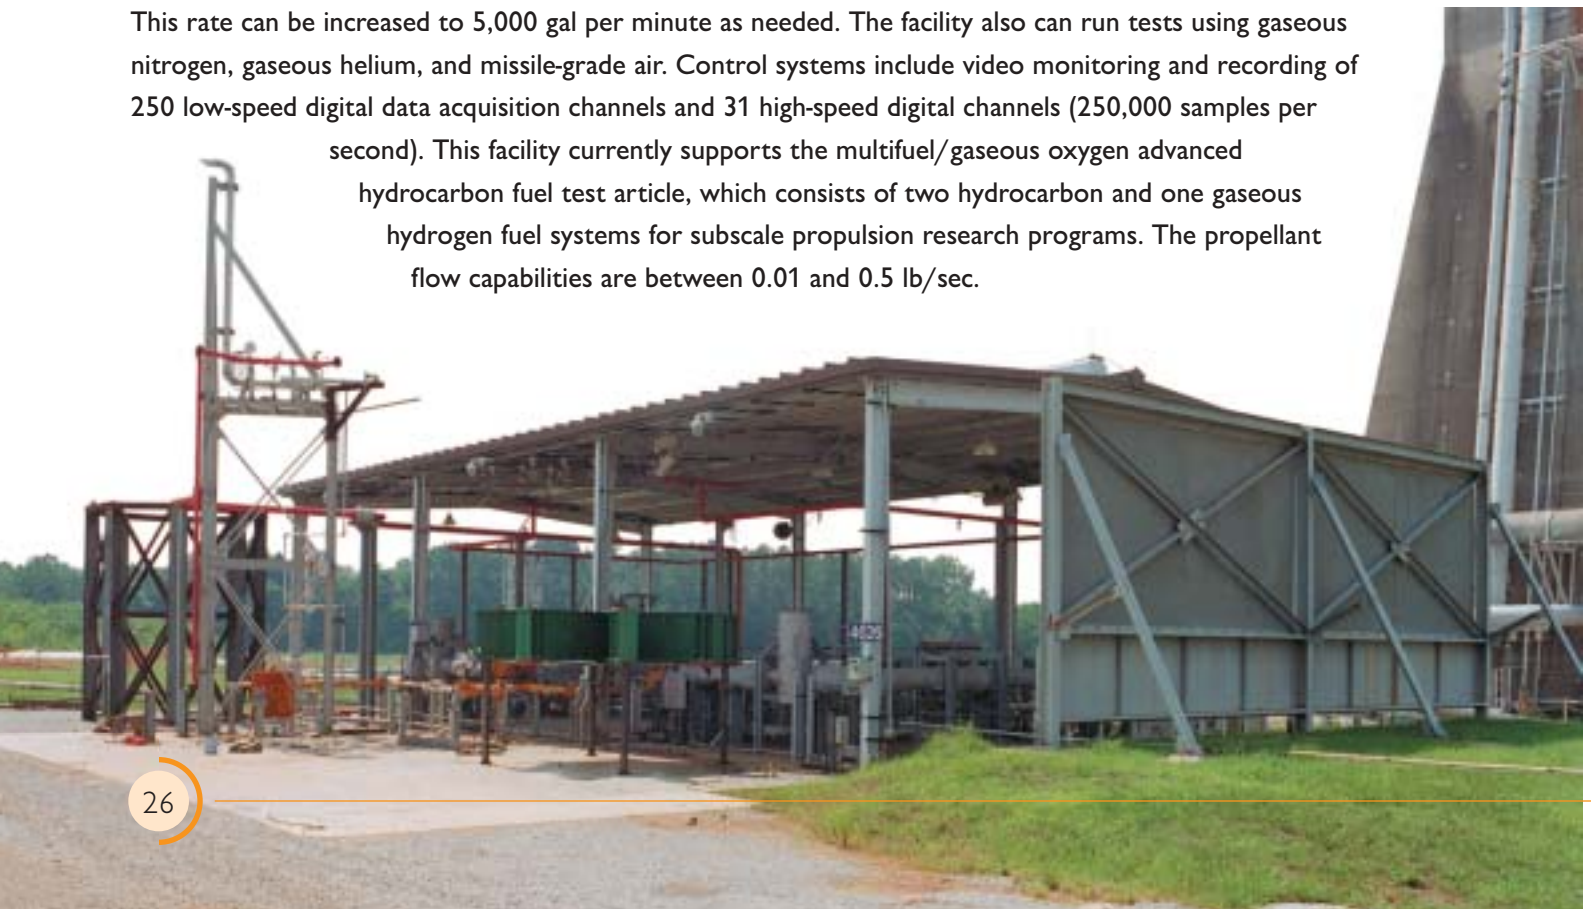 This rate can be increased to 5,000 gal per minute as needed. The facility also can run tests using gaseous
nitrogen, gaseous helium, and missile-grade air. Control systems include video monitoring and recording of
250 low-speed digital data acquisition channels and 31 high-speed digital channels (250,000 samples per
second). This facility currently supports the multifuel/gaseous oxygen advanced
hydrocarbon fuel test article, which consists of two hydrocarbon and one gaseous
hydrogen fuel systems for subscale propulsion research programs. The propellant
flow capabilities are between 0.01 and 0.5 lb/sec.
26